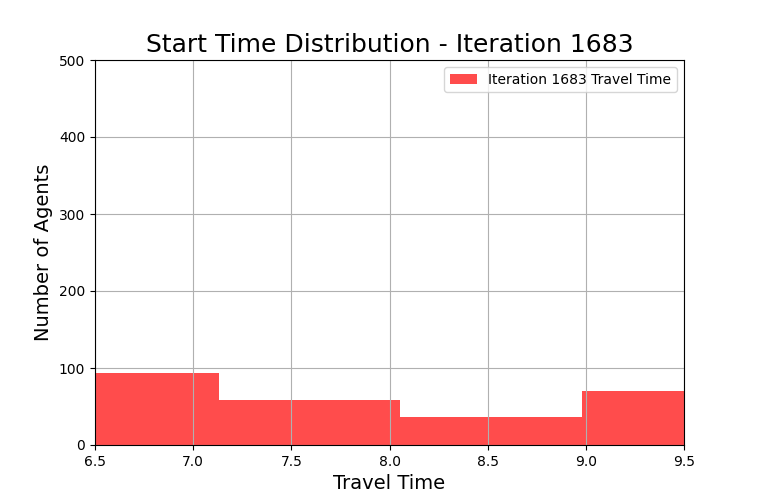 Start Time Distribution - Iteration 1683
Iteration 1683 Travel Time
Number of Agents
500
400
300
200
100
0
6.5 7.0 7.5 8.0 8.5 9.0 9.5
Travel Time